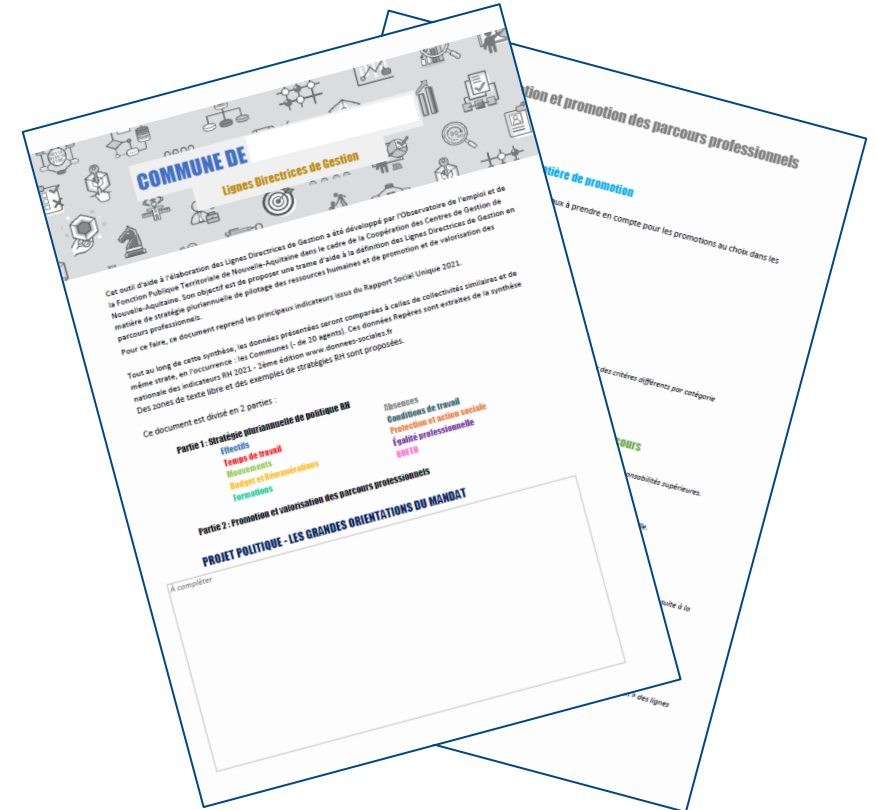 COMMUNE DE
Lignes Directrices de Gestion
Cet outil d'aide à l'élaboration des Lignes Directrices de Gestion a été développé par l'Observatoire de l'emploi et de
la Fonction Publique Territoriale de Nouvelle-Aquitaine dans le cadre de la Coopération des Centres de Gestion de
Nouvelle-Aquitaine. Son objectif est de proposer une trame d'aide à la définition des Lignes Directrices de Gestion en
matière de stratégie pluriannuelle de pilotage des ressources humaines et de promotion et de valorisation des
parcours professionnels.
Pour ce faire, ce document reprend les principaux indicateurs issus du Rapport Social Unique 2021.
Tout au long de cette synthèse, les données présentées seront comparées à celles de collectivités similaires et de
même strate, en l'occurrence : les Communes (- de 20 agents). Ces données Repères sont extraites de la synthèse
nationale des indicateurs RH 2021 - 2ème édition www.donnees-sociales.fr
Des zones de texte libre et des exemples de stratégies RH sont proposées.
Ce document est divisé en 2 parties :
Partie 1 : Stratégie pluriannuelle de politique RH
Effectifs
Temps de travail
Mouvements
Budget et Rémunérations
Formations
Absences
Conditions de travail
Protection et action sociale
Égalité professionnelle
BOETH
Partie 2 : Promotion et valorisation des parcours professionnels
PROJET POLITIQUE - LES GRANDES ORIENTATIONS DU MANDAT
À compléter
tion et promotion des parcours professionnels
tière de promotion
aux à prendre en compte pour les promotions au choix dans les
des critères différents par catégorie
cours
onsabilités supérieures.
lle.
suite à la
» des lignes